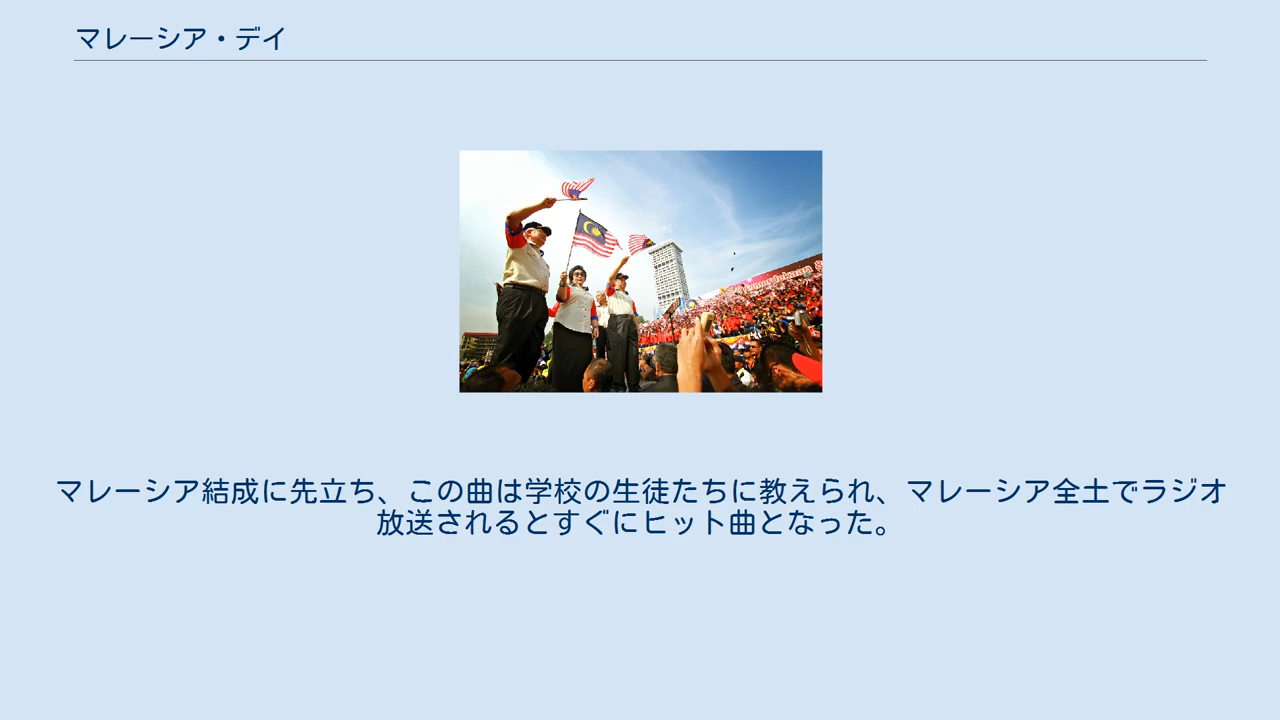 マレーシア・デイ
マレーシア結成に先立ち、この曲は学校の生徒たちに教えられ、マレーシア全土でラジオ
放送されるとすぐにヒット曲となった。